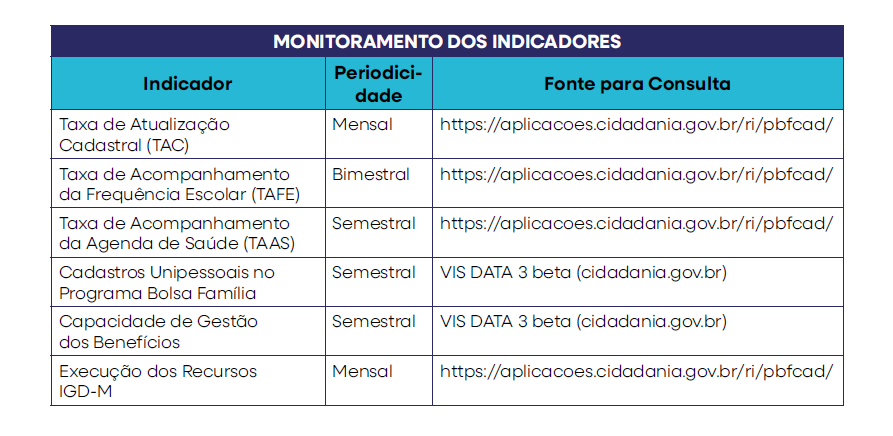 MONITORAMENTO DOS INDICADORES
Indicador
Periodici-
dade
Fonte para Consulta
Taxa de Atualização
Cadastral (TAC)
Mensal
https://aplicacoes.cidadania.gov.br/ri/pbfcad/
Taxa de Acompanhamento
da Frequência Escolar (TAFE)
Bimestral
https://aplicacoes.cidadania.gov.br/ri/pbfcad/
Taxa de Acompanhamento
da Agenda de Saúde (TAAS)
Semestral
https://aplicacoes.cidadania.gov.br/ri/pbfcad/
Cadastros Unipessoais no
Programa Bolsa Família
Semestral
VIS DATA 3 beta (cidadania.gov.br)
Capacidade de Gestão
dos Benefícios
Semestral
VIS DATA 3 beta (cidadania.gov.br)
Execução dos Recursos
IGD-M
Mensal
https://aplicacoes.cidadania.gov.br/ri/pbfcad/